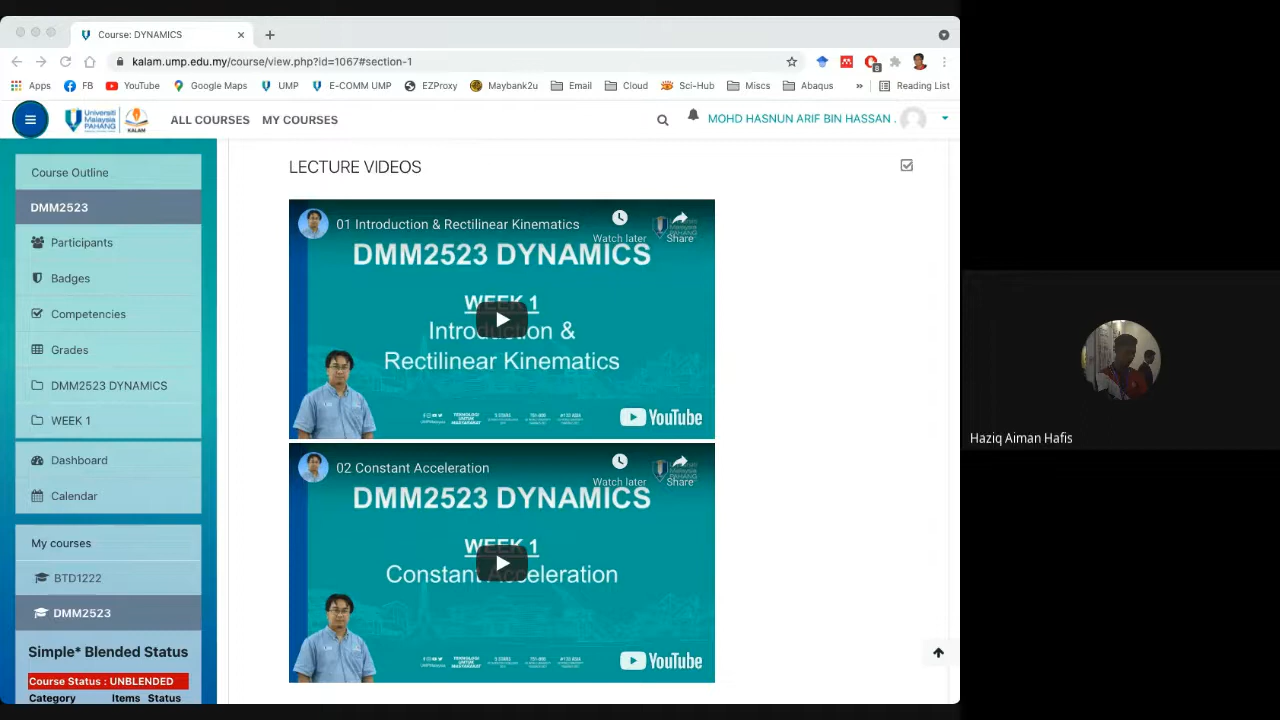 Course: DYNAMICS
kalam.ump.edu.my/course/view.php?id=1067#section-1
8
Apps FB YouTube Google Maps UMP E-COMM UMP EZProxy Maybank2u Email Cloud Sci-Hub Miscs Abaqus » Reading List
Universiti Malaysia PAHANG KALAM ALL COURSES MY COURSES MOHD HASNUN ARIF BIN HASSAN .
Course Outline
DMM2523
Participants
Badges
Competencies
Grades
DMM2523 DYNAMICS
WEEK 1
Dashboard
Calendar
My courses
BTD1222
DMM2523
Simple* Blended Status
Course Status : UNBLENDED
Category Items Status
LECTURE VIDEOS
01 Introduction & Rectilinear Kinematics
Watch later Share
DMM2523 DYNAMICS
WEEK 1
Introduction &
Rectilinear Kinematics
YouTube
02 Constant Acceleration
Watch later Share
DMM2523 DYNAMICS
WEEK 1
Constant Acceleration
YouTube
Haziq Aiman Hafis